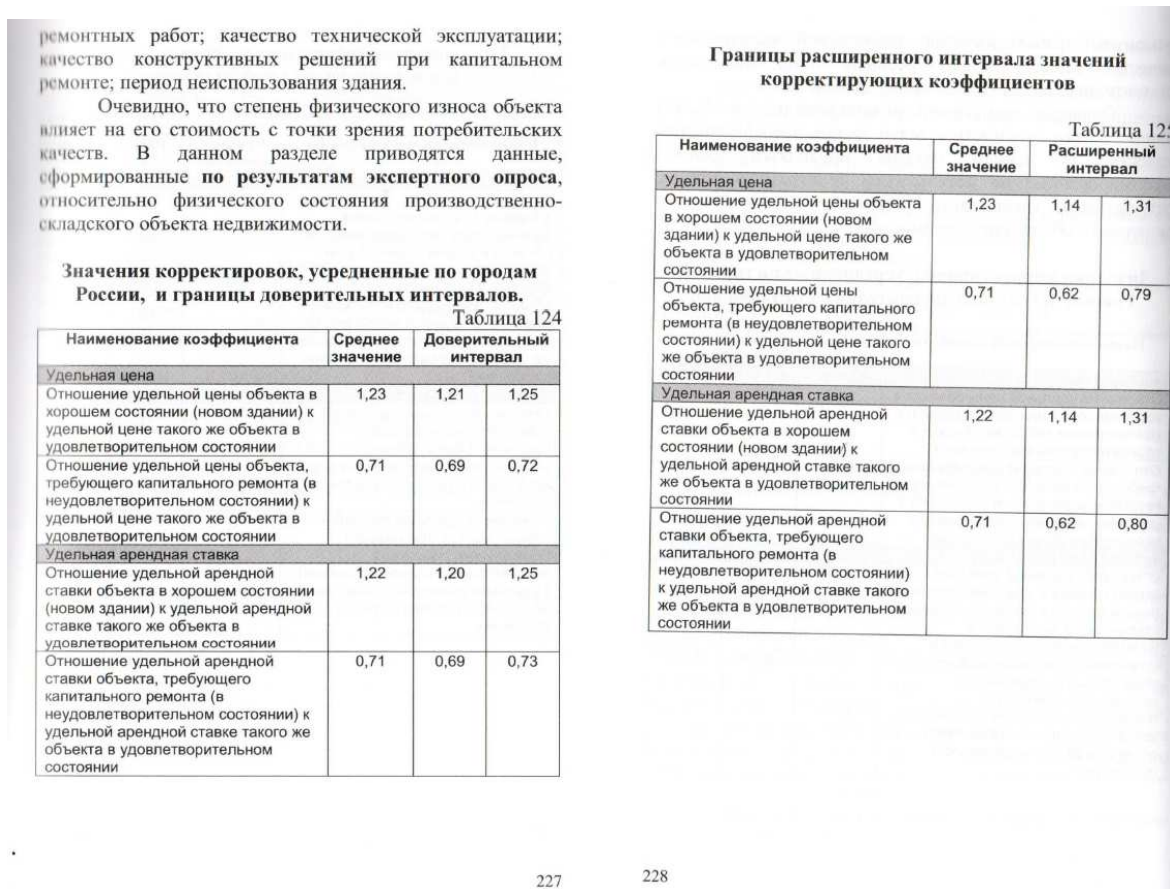 ремонтных работ; качество технической эксплуатации;
качество конструктивных решений при капитальном
ремонте; период неиспользования здания.
Очевидно, что степень физического износа объекта
влияет на его стоимость с точки зрения потребительских
качеств. В данном разделе приводятся данные,
сформированные по результатам экспертного опроса,
относительно физического состояния производственно-
складского объекта недвижимости.
Значения корректировок, усредненные по городам
России, и границы доверительных интервалов.
Таблица 124
Наименование коэффициента Среднее значение Доверительный интервал
Удельная цена
Отношение удельной цены объекта в 1,23 1,21 1,25
хорошем состоянии (новом здании) к
удельной цене такого же объекта в
удовлетворительном состоянии
Отношение удельной цены объекта, 0,71 0,69 0,72
требующего капитального ремонта (в
неудовлетворительном состоянии) к
удельной цене такого же объекта в
удовлетворительном состоянии
Удельная арендная ставка
Отношение удельной арендной 1,22 1,20 1,25
ставки объекта в хорошем состоянии
(новом здании) к удельной арендной
ставке такого же объекта в
удовлетворительном состоянии
Отношение удельной арендной 0,71 0,69 0,73
ставки объекта, требующего
капитального ремонта (в
неудовлетворительном состоянии) к
удельной арендной ставке такого же
объекта в удовлетворительном
состоянии
227
Границы расширенного интервала значений
корректирующих коэффициентов
Таблица 125
Наименование коэффициента Среднее значение Расширенный интервал
Удельная цена
Отношение удельной цены объекта 1,23 1,14 1,31
в хорошем состоянии (новом
здании) к удельной цене такого же
объекта в удовлетворительном
состоянии
Отношение удельной цены 0,71 0,62 0,79
объекта, требующего капитального
ремонта (в неудовлетворительном
состоянии) к удельной цене такого
же объекта в удовлетворительном
состоянии
Удельная арендная ставка
Отношение удельной арендной 1,22 1,14 1,31
ставки объекта в хорошем
состоянии (новом здании) к
удельной арендной ставке такого
же объекта в удовлетворительном
состоянии
Отношение удельной арендной 0,71 0,62 0,80
ставки объекта, требующего
капитального ремонта (в
неудовлетворительном состоянии)
к удельной арендной ставке такого
же объекта в удовлетворительном
состоянии
228